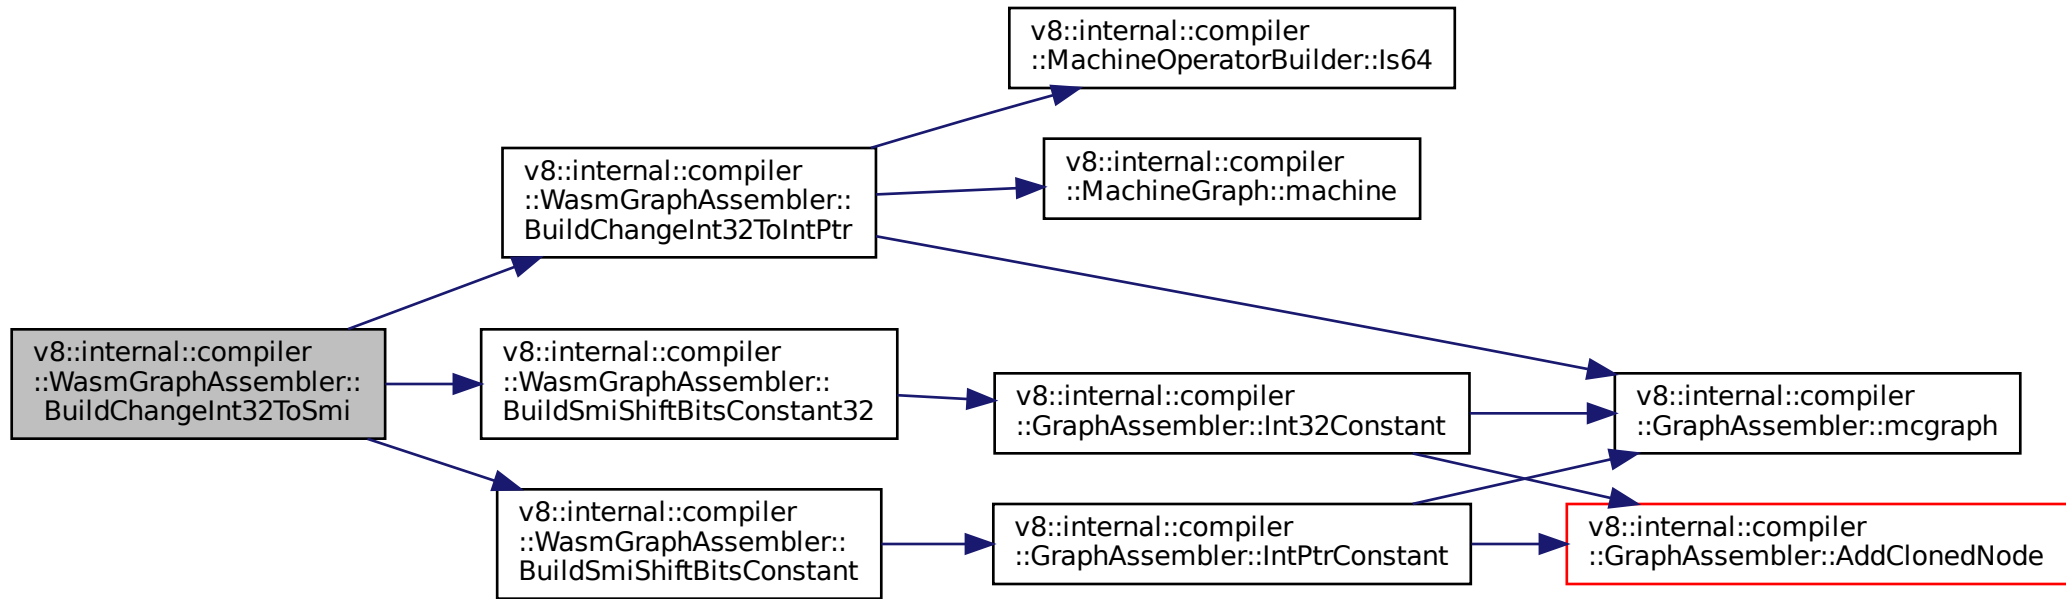 v8::internal::compiler
::MachineOperatorBuilder::Is64
v8::internal::compiler
::MachineGraph::machine
v8::internal::compiler
::WasmGraphAssembler::
BuildChangeInt32ToIntPtr
v8::internal::compiler
::WasmGraphAssembler::
BuildChangeInt32ToSmi
v8::internal::compiler
::WasmGraphAssembler::
BuildSmiShiftBitsConstant32
v8::internal::compiler
::GraphAssembler::Int32Constant
v8::internal::compiler
::GraphAssembler::mcgraph
v8::internal::compiler
::WasmGraphAssembler::
BuildSmiShiftBitsConstant
v8::internal::compiler
::GraphAssembler::IntPtrConstant
v8::internal::compiler
::GraphAssembler::AddClonedNode